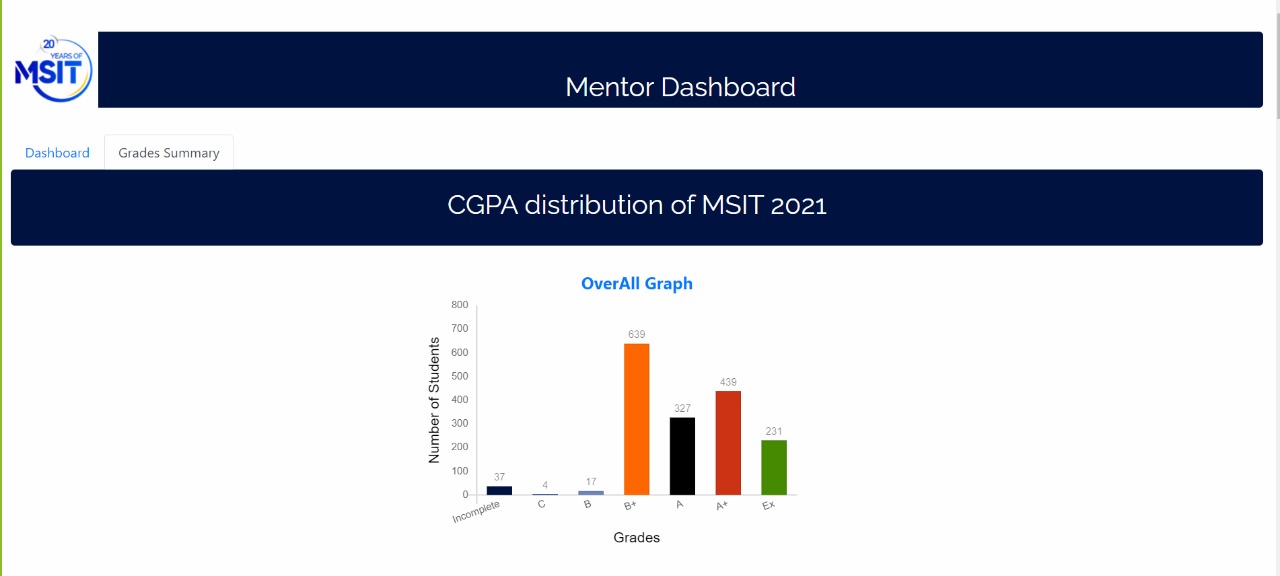 20
YEARS OF
MSIT
Mentor Dashboard
Dashboard
Grades Summary
CGPA distribution of MSIT 2021
OverAll Graph
Number of Students
800
700
600
500
400
300
200
100
0
37
4
17
639
327
439
231
Incomplete
C
B
B+
A
A+
Ex
Grades